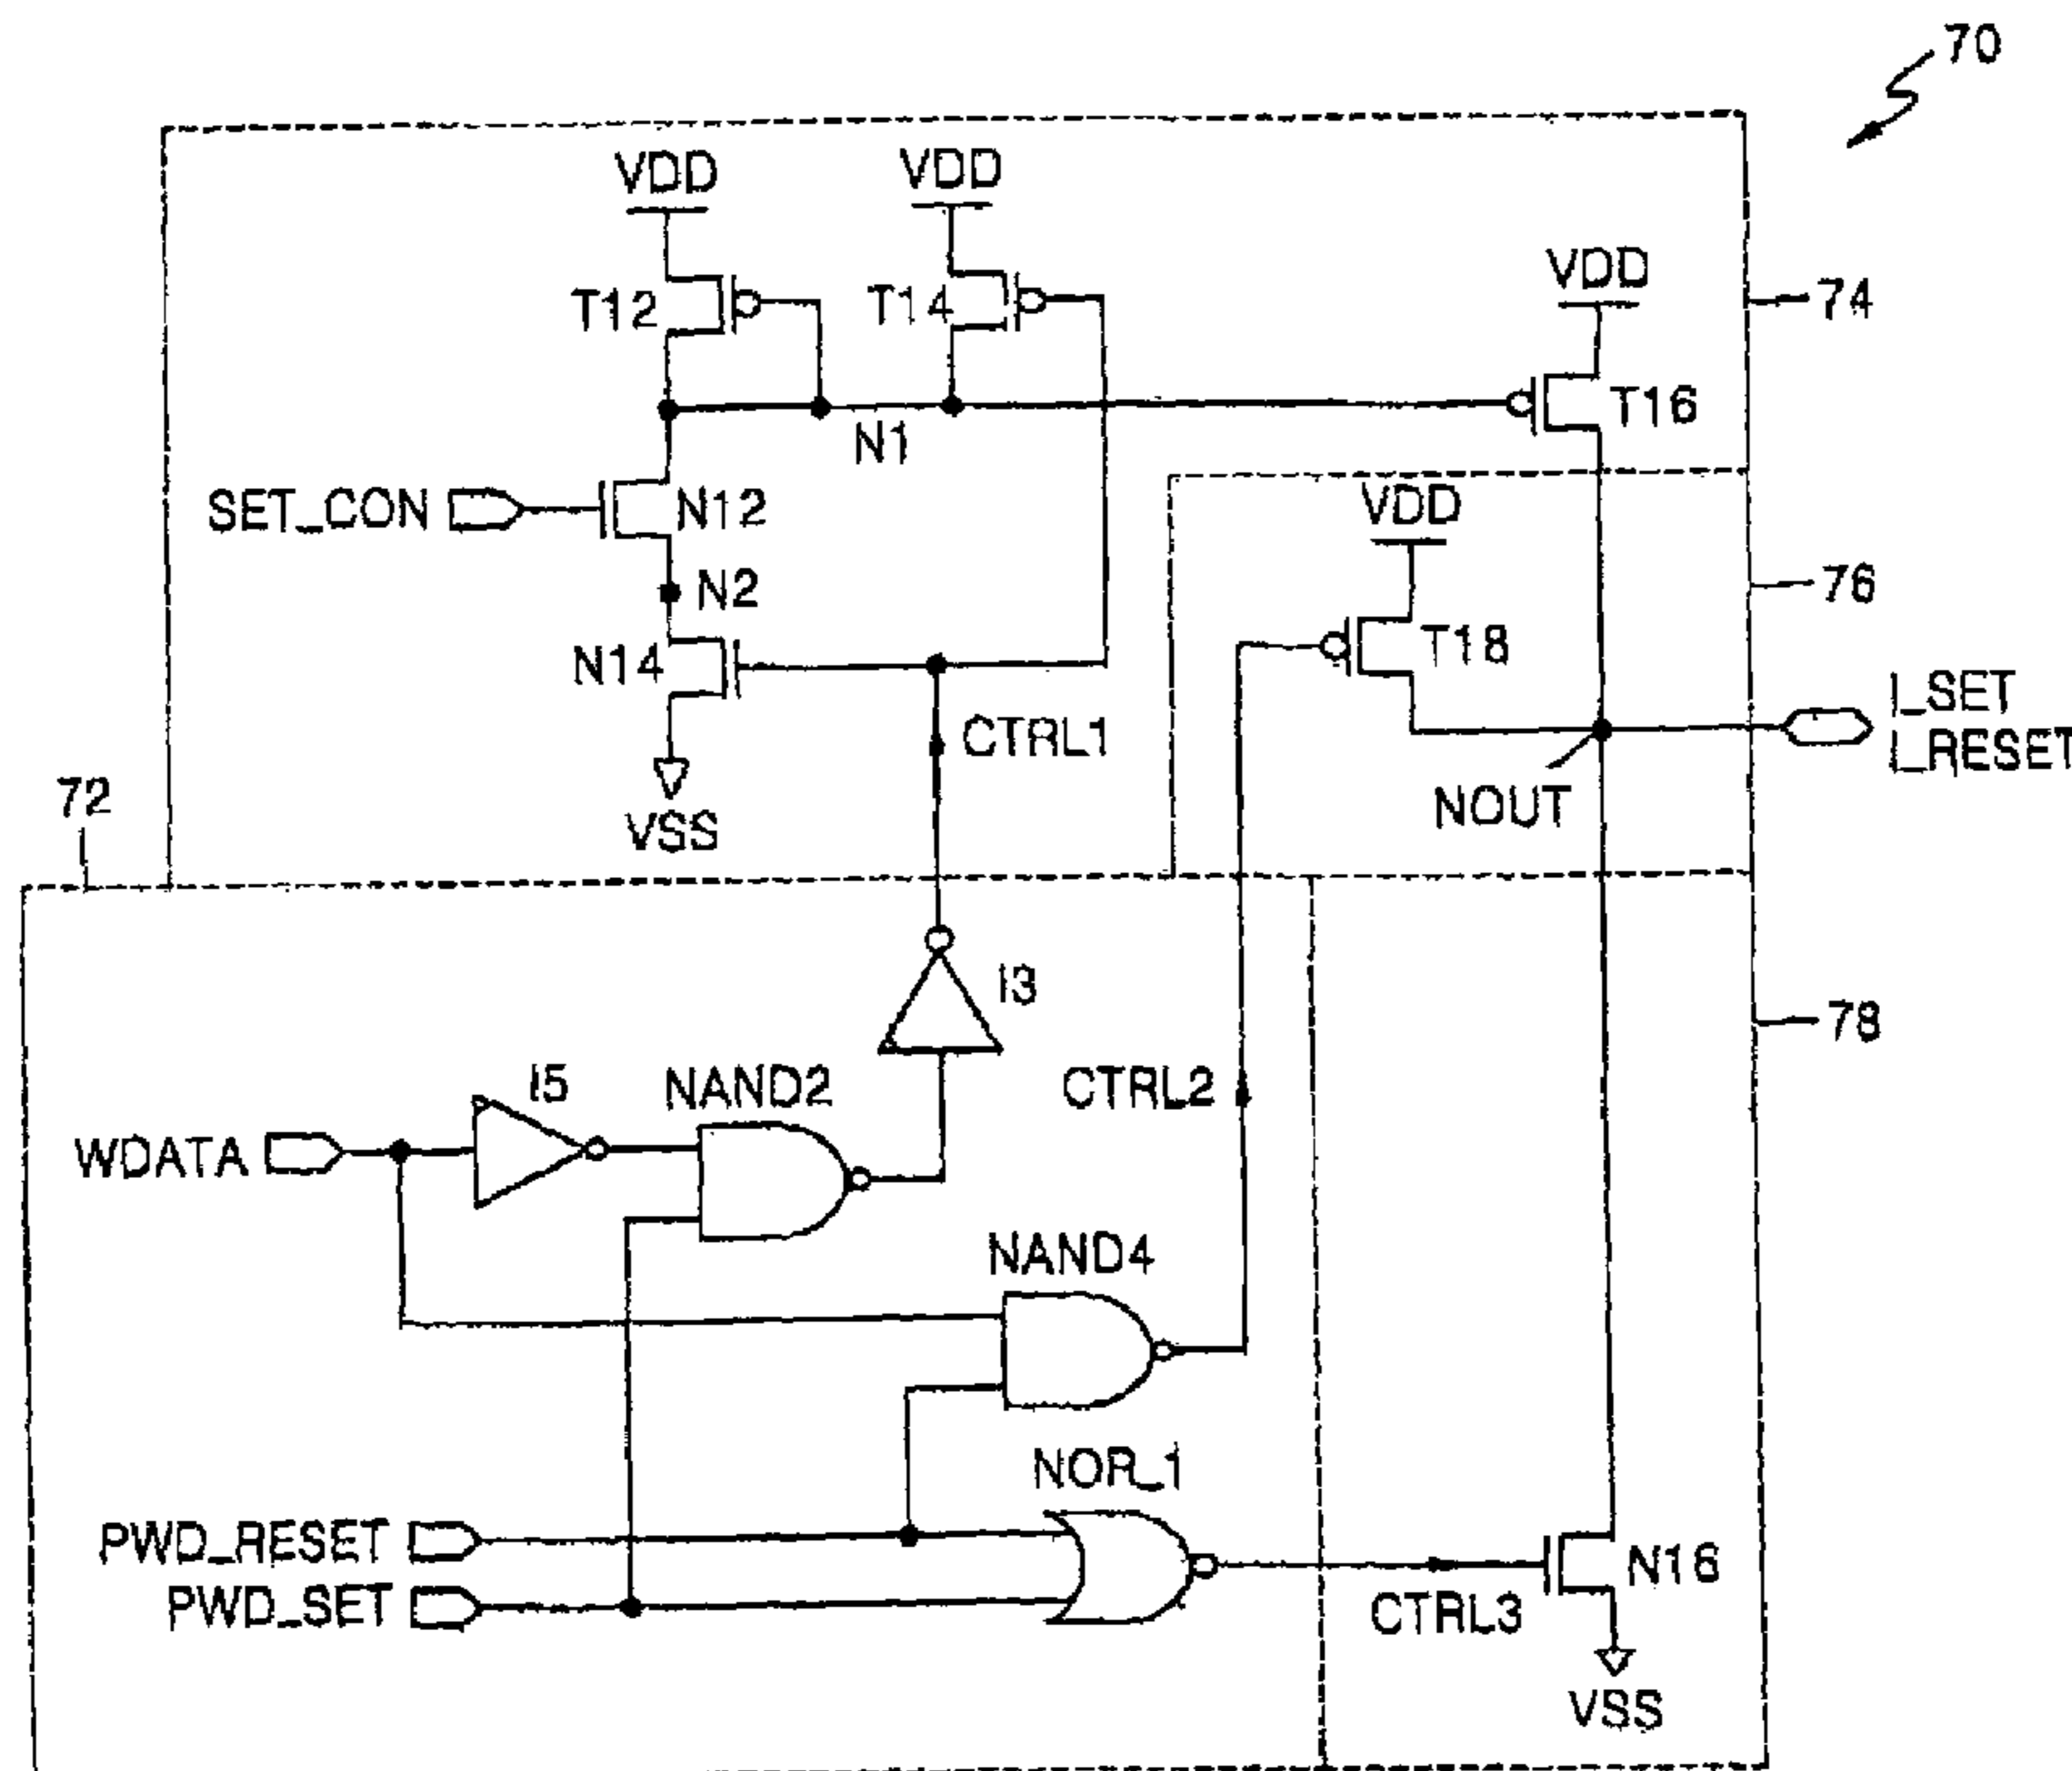 70
VDD
VDD
VDD
T12
T14
74
T16
N1
SET_CON
N12
VDD
76
N2
T18
N14
I_SET
I_RESET
CTRL1
NOUT
72
VSS
I3
78
I5
NAND2
CTRL2
WDATA
NAND4
NOR_1
PWD_RESET
PWD_SET
N16
CTRL3
VSS